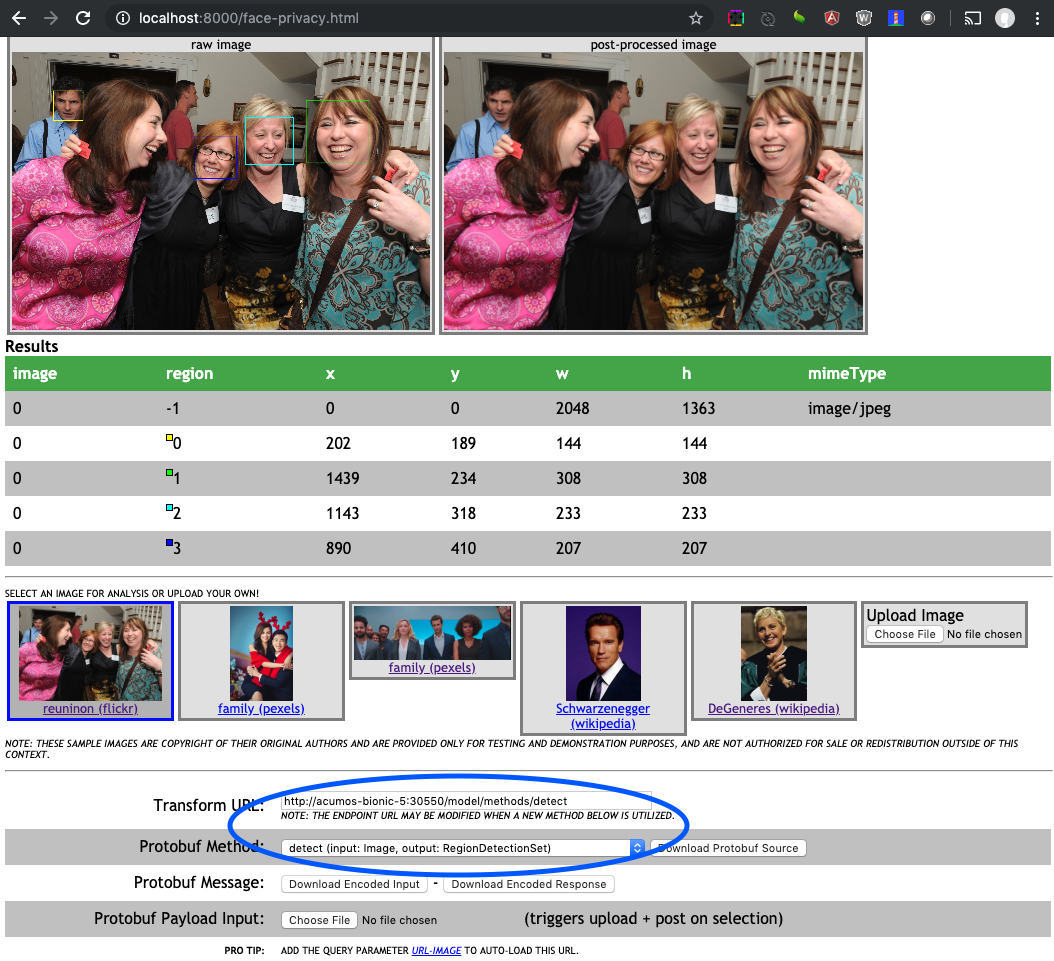 localhost:8000/face-privacy.html
raw image post-processed image
Results
image region x y w h mimeType
0 -1 0 0 2048 1363 image/jpeg
0 0 202 189 144 144
0 1 1439 234 308 308
0 2 1143 318 233 233
0 3 890 410 207 207
SELECT AN IMAGE FOR ANALYSIS OR UPLOAD YOUR OWN!
reuninon (flickr)
family (pexels)
family (pexels)
Schwarzenegger
(wikipedia)
DeGeneres (wikipedia)
Upload Image
Choose File No file chosen
NOTE: THESE SAMPLE IMAGES ARE COPYRIGHT OF THEIR ORIGINAL AUTHORS AND ARE PROVIDED ONLY FOR TESTING AND DEMONSTRATION PURPOSES, AND ARE NOT AUTHORIZED FOR SALE OR REDISTRIBUTION OUTSIDE OF THIS
CONTEXT.
Transform URL: http://acumos-bionic-5:30550/model/methods/detect
NOTE: THE ENDPOINT URL MAY BE MODIFIED WHEN A NEW METHOD BELOW IS UTILIZED.
Protobuf Method: detect (input: Image, output: RegionDetectionSet) Download Protobuf Source
Protobuf Message: Download Encoded Input - Download Encoded Response
Protobuf Payload Input: Choose File No file chosen (triggers upload + post on selection)
PRO TIP: ADD THE QUERY PARAMETER URL-IMAGE TO AUTO-LOAD THIS URL.